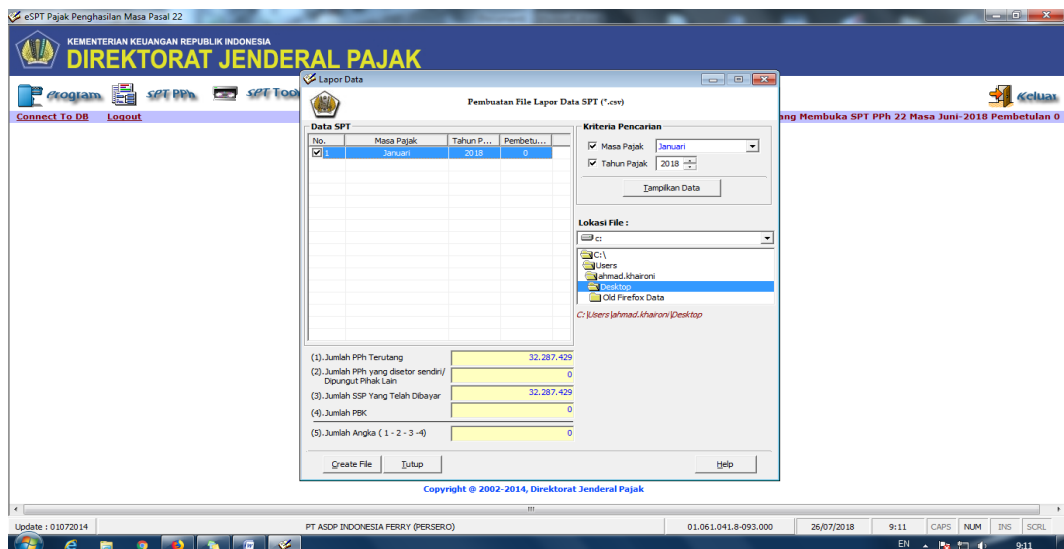 eSPT Pajak Penghasilan Masa Pasal 22
KEMENTERIAN KEUANGAN REPUBLIK INDONESIA
DIREKTORAT JENDERAL PAJAK
Program
SPT PPh
SPT Tool
Keluar
Connect To DB
Logout
ang Membuka SPT PPh 22 Masa Juni-2018 Pembetulan 0
Lapor Data
Pembuatan File Lapor Data SPT (*.csv)
Data SPT
No. Masa Pajak Tahun P... Pembetu...
1 Januari 2018 0
Kriteria Pencarian
Masa Pajak Januari
Tahun Pajak 2018
Tampilkan Data
Lokasi File :
c:
C:\
Users
ahmad.khaironi
Desktop
Old Firefox Data
C:\Users\ahmad.khaironi\Desktop
(1).Jumlah PPh Terutang 32.287.429
(2).Jumlah PPh yang disetor sendiri/ 0
Dipungut Pihak Lain
(3).Jumlah SSP Yang Telah Dibayar 32.287.429
(4).Jumlah PBK 0
(5).Jumlah Angka ( 1 - 2 - 3 -4) 0
Create File
Tutup
Help
Copyright @ 2002-2014, Direktorat Jenderal Pajak
Update : 01072014 PT ASDP INDONESIA FERRY (PERSERO) 01.061.041.8-093.000 26/07/2018 9:11 CAPS NUM INS SCRL
EN 9:11